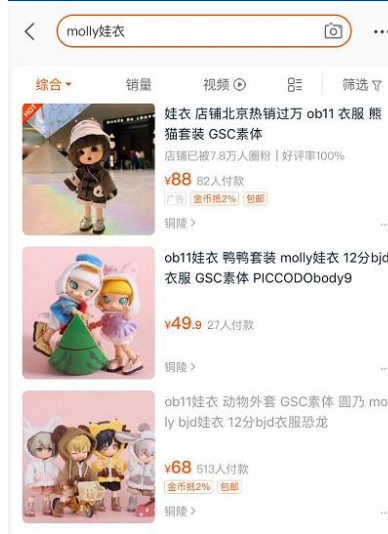 molly娃衣
综合
销量
视频
筛选
HOT
娃衣 店铺北京热销过万 ob11 衣服 熊
猫套装 GSC素体
店铺已被7.8万人圈粉 | 好评率100%
¥88 82人付款
广告 金币抵2% 包邮
铜陵
ob11娃衣 鸭鸭套装 molly娃衣 12分bjd
衣服 GSC素体 PICCODObody9
¥49.9 27人付款
铜陵
ob11娃衣 动物外套 GSC素体 圆乃 mo
lly bjd娃衣 12分bjd衣服恐龙
¥68 513人付款
金币抵2% 包邮
铜陵